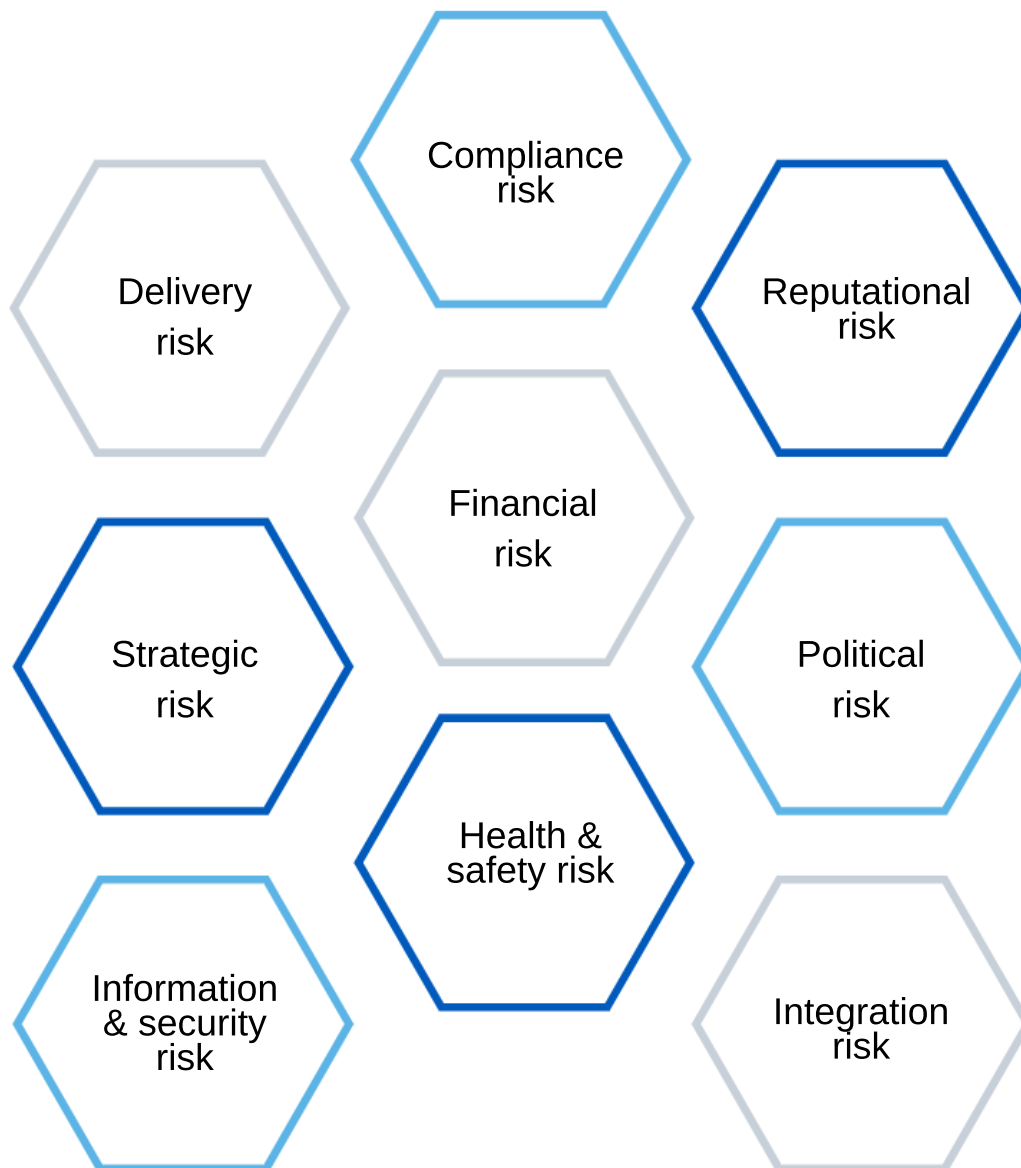 Compliance
risk
Delivery
risk
Reputational
risk
Financial
risk
Strategic
risk
Political
risk
Health &
safety risk
Information
& security
risk
Integration
risk